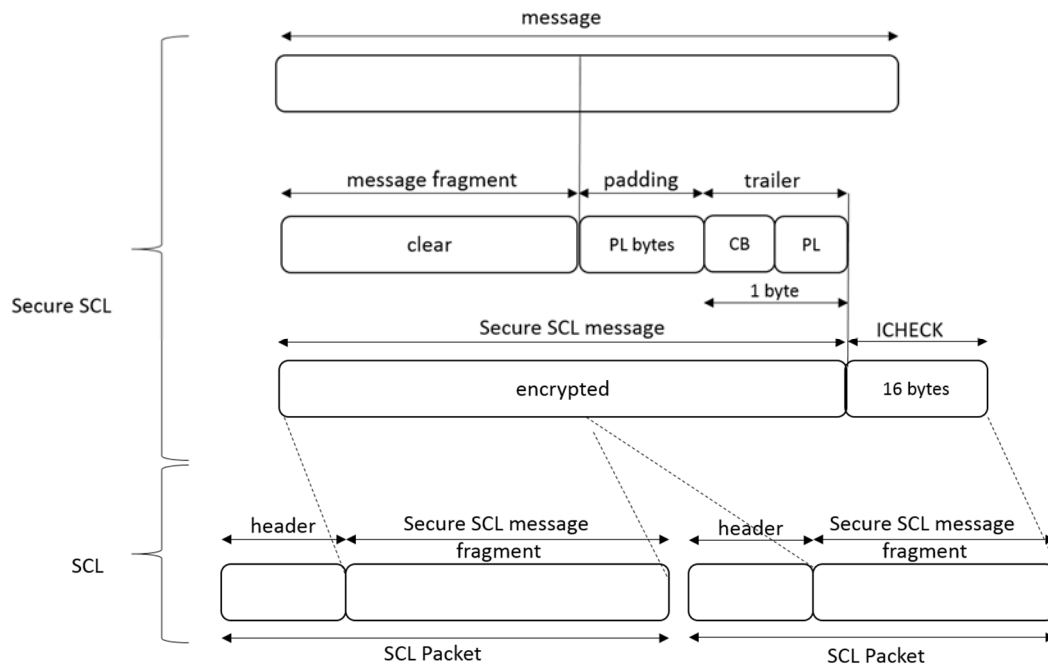 message
message fragment
padding
trailer
clear
PL bytes
CB
PL
1 byte
Secure SCL
Secure SCL message
ICHECK
encrypted
16 bytes
header
Secure SCL message
fragment
header
Secure SCL message
fragment
SCL
SCL Packet
SCL Packet